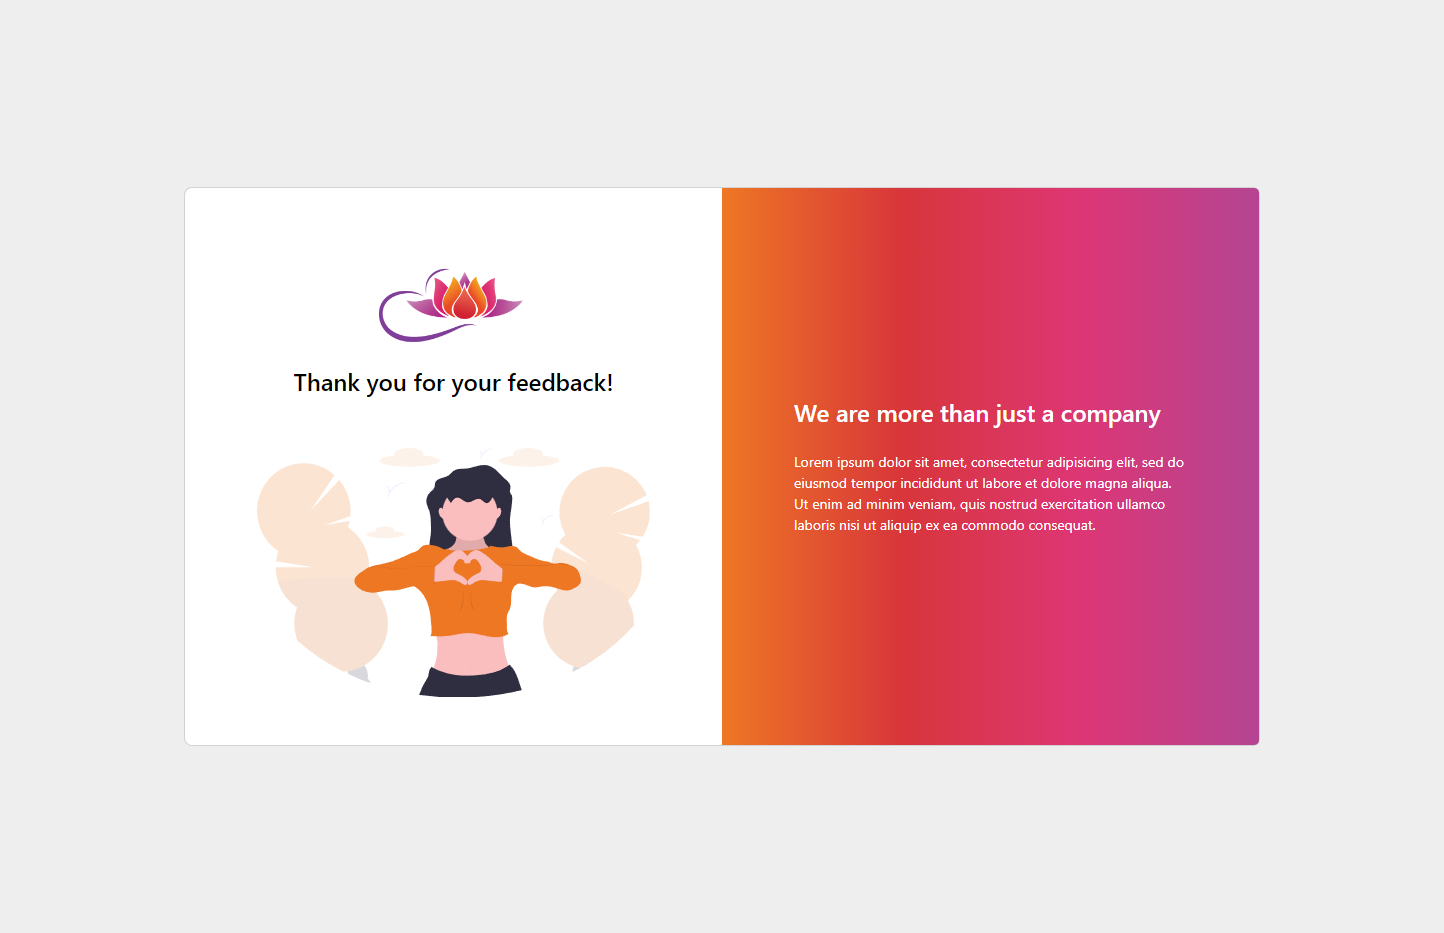 Thank you for your feedback!
We are more than just a company
Lorem ipsum dolor sit amet, consectetur adipisicing elit, sed do
eiusmod tempor incididunt ut labore et dolore magna aliqua.
Ut enim ad minim veniam, quis nostrud exercitation ullamco
laboris nisi ut aliquip ex ea commodo consequat.